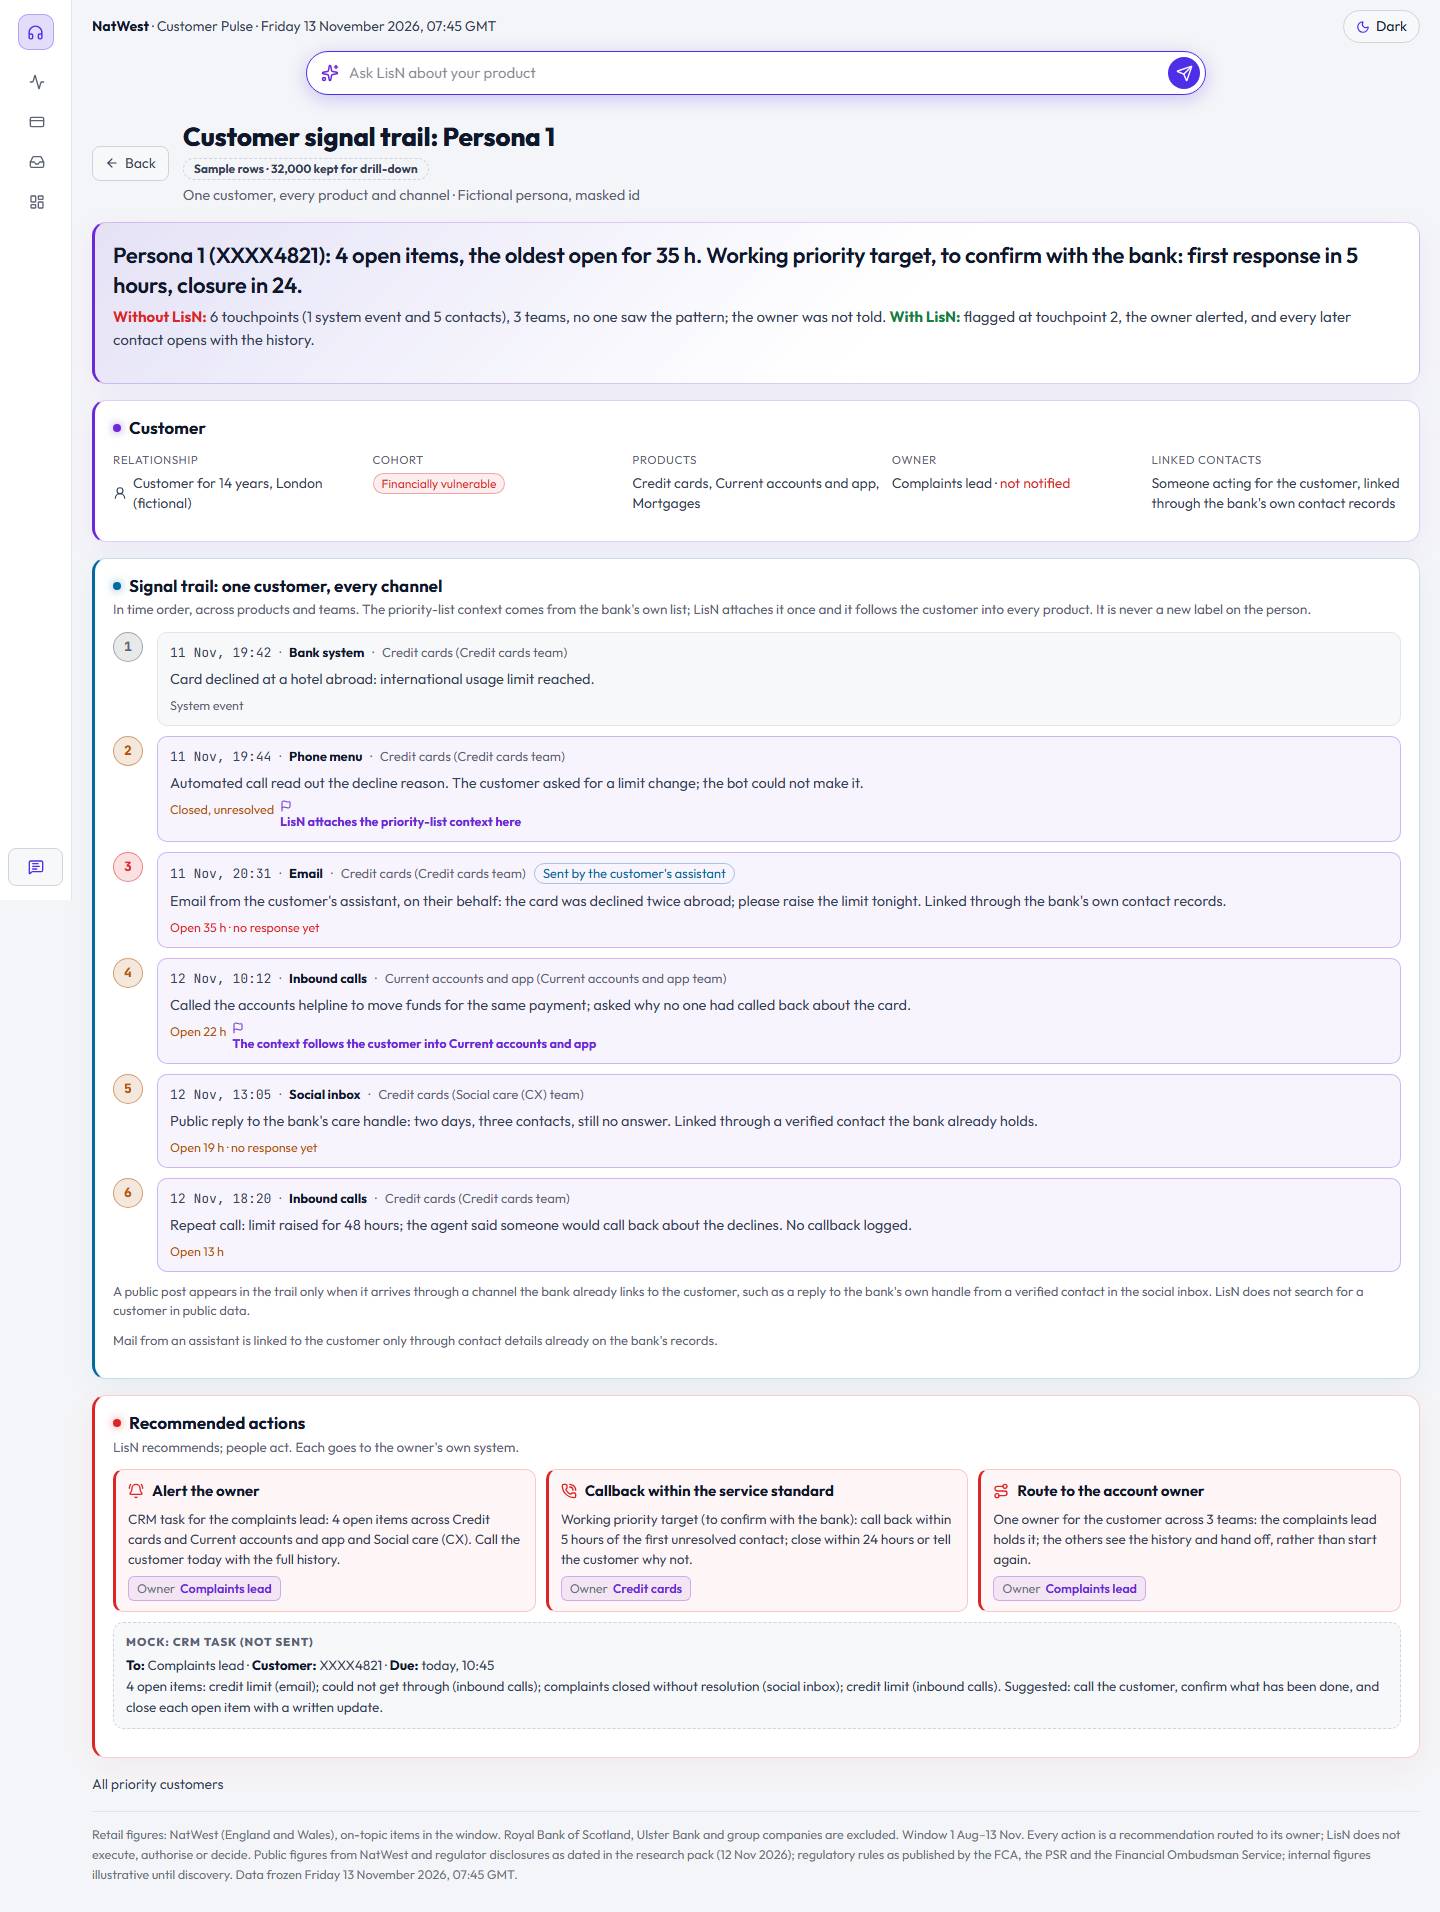 NatWest · Customer Pulse · Friday 13 November 2026, 07:45 GMT
Dark
Ask LisN about your product
Back
Customer signal trail: Persona 1
Sample rows · 32,000 kept for drill-down
One customer, every product and channel · Fictional persona, masked id
Persona 1 (XXXX4821): 4 open items, the oldest open for 35 h. Working priority target, to confirm with the bank: first response in 5
hours, closure in 24.
Without LisN: 6 touchpoints (1 system event and 5 contacts), 3 teams, no one saw the pattern; the owner was not told. With LisN: flagged at touchpoint 2, the owner alerted, and every later
contact opens with the history.
Customer
RELATIONSHIP
Customer for 14 years, London
(fictional)
COHORT
Financially vulnerable
PRODUCTS
Credit cards, Current accounts and app,
Mortgages
OWNER
Complaints lead · not notified
LINKED CONTACTS
Someone acting for the customer, linked
through the bank's own contact records
Signal trail: one customer, every channel
In time order, across products and teams. The priority-list context comes from the bank's own list; LisN attaches it once and it follows the customer into every product. It is never a new label on the person.
1
11 Nov, 19:42 · Bank system · Credit cards (Credit cards team)
Card declined at a hotel abroad: international usage limit reached.
System event
2
11 Nov, 19:44 · Phone menu · Credit cards (Credit cards team)
Automated call read out the decline reason. The customer asked for a limit change; the bot could not make it.
Closed, unresolved
LisN attaches the priority-list context here
3
11 Nov, 20:31 · Email · Credit cards (Credit cards team) Sent by the customer's assistant
Email from the customer's assistant, on their behalf: the card was declined twice abroad; please raise the limit tonight. Linked through the bank's own contact records.
Open 35 h · no response yet
4
12 Nov, 10:12 · Inbound calls · Current accounts and app (Current accounts and app team)
Called the accounts helpline to move funds for the same payment; asked why no one had called back about the card.
Open 22 h
The context follows the customer into Current accounts and app
5
12 Nov, 13:05 · Social inbox · Credit cards (Social care (CX) team)
Public reply to the bank's care handle: two days, three contacts, still no answer. Linked through a verified contact the bank already holds.
Open 19 h · no response yet
6
12 Nov, 18:20 · Inbound calls · Credit cards (Credit cards team)
Repeat call: limit raised for 48 hours; the agent said someone would call back about the declines. No callback logged.
Open 13 h
A public post appears in the trail only when it arrives through a channel the bank already links to the customer, such as a reply to the bank's own handle from a verified contact in the social inbox. LisN does not search for a
customer in public data.
Mail from an assistant is linked to the customer only through contact details already on the bank's records.
Recommended actions
LisN recommends; people act. Each goes to the owner's own system.
Alert the owner
CRM task for the complaints lead: 4 open items across Credit
cards and Current accounts and app and Social care (CX). Call the
customer today with the full history.
Owner Complaints lead
Callback within the service standard
Working priority target (to confirm with the bank): call back within
5 hours of the first unresolved contact; close within 24 hours or tell
the customer why not.
Owner Credit cards
Route to the account owner
One owner for the customer across 3 teams: the complaints lead
holds it; the others see the history and hand off, rather than start
again.
Owner Complaints lead
MOCK: CRM TASK (NOT SENT)
To: Complaints lead · Customer: XXXX4821 · Due: today, 10:45
4 open items: credit limit (email); could not get through (inbound calls); complaints closed without resolution (social inbox); credit limit (inbound calls). Suggested: call the customer, confirm what has been done, and
close each open item with a written update.
All priority customers
Retail figures: NatWest (England and Wales), on-topic items in the window. Royal Bank of Scotland, Ulster Bank and group companies are excluded. Window 1 Aug–13 Nov. Every action is a recommendation routed to its owner; LisN does not
execute, authorise or decide. Public figures from NatWest and regulator disclosures as dated in the research pack (12 Nov 2026); regulatory rules as published by the FCA, the PSR and the Financial Ombudsman Service; internal figures
illustrative until discovery. Data frozen Friday 13 November 2026, 07:45 GMT.